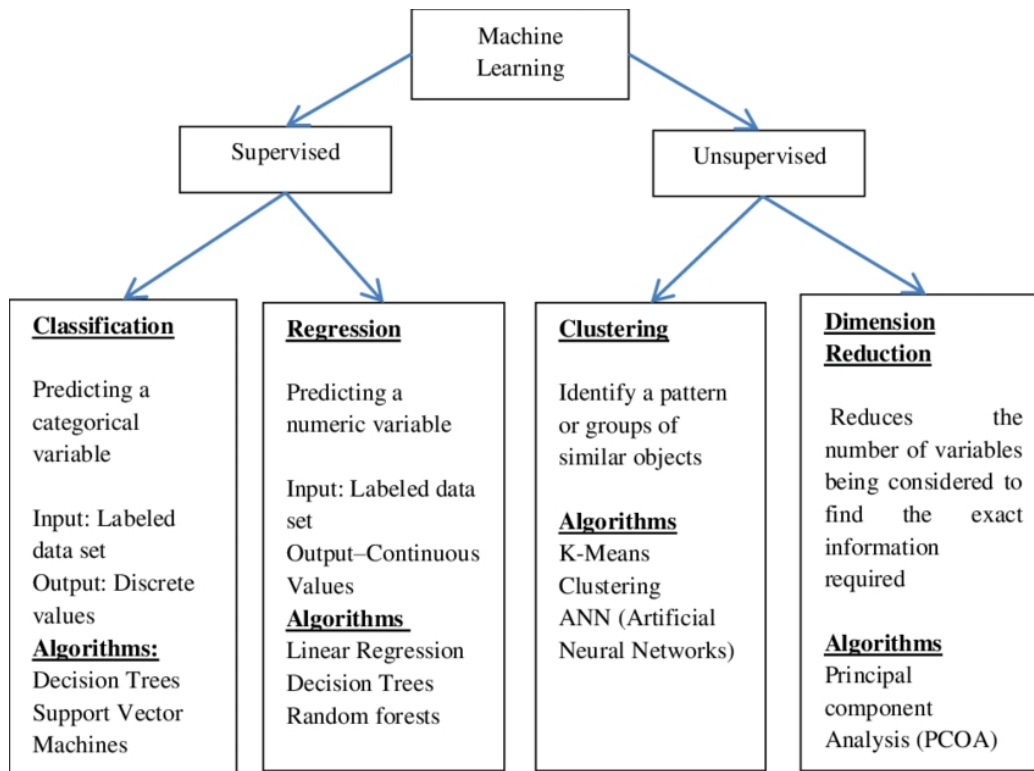 Machine
Learning
Supervised
Unsupervised
Classification
Predicting a
categorical
variable
Input: Labeled
data set
Output: Discrete
values
Algorithms:
Decision Trees
Support Vector
Machines
Regression
Predicting a
numeric variable
Input: Labeled data
set
Output–Continuous
Values
Algorithms
Linear Regression
Decision Trees
Random forests
Clustering
Identify a pattern
or groups of
similar objects
Algorithms
K-Means
Clustering
ANN (Artificial
Neural Networks)
Dimension
Reduction
Reduces the
number of variables
being considered to
find the exact
information
required
Algorithms
Principal
component
Analysis (PCOA)